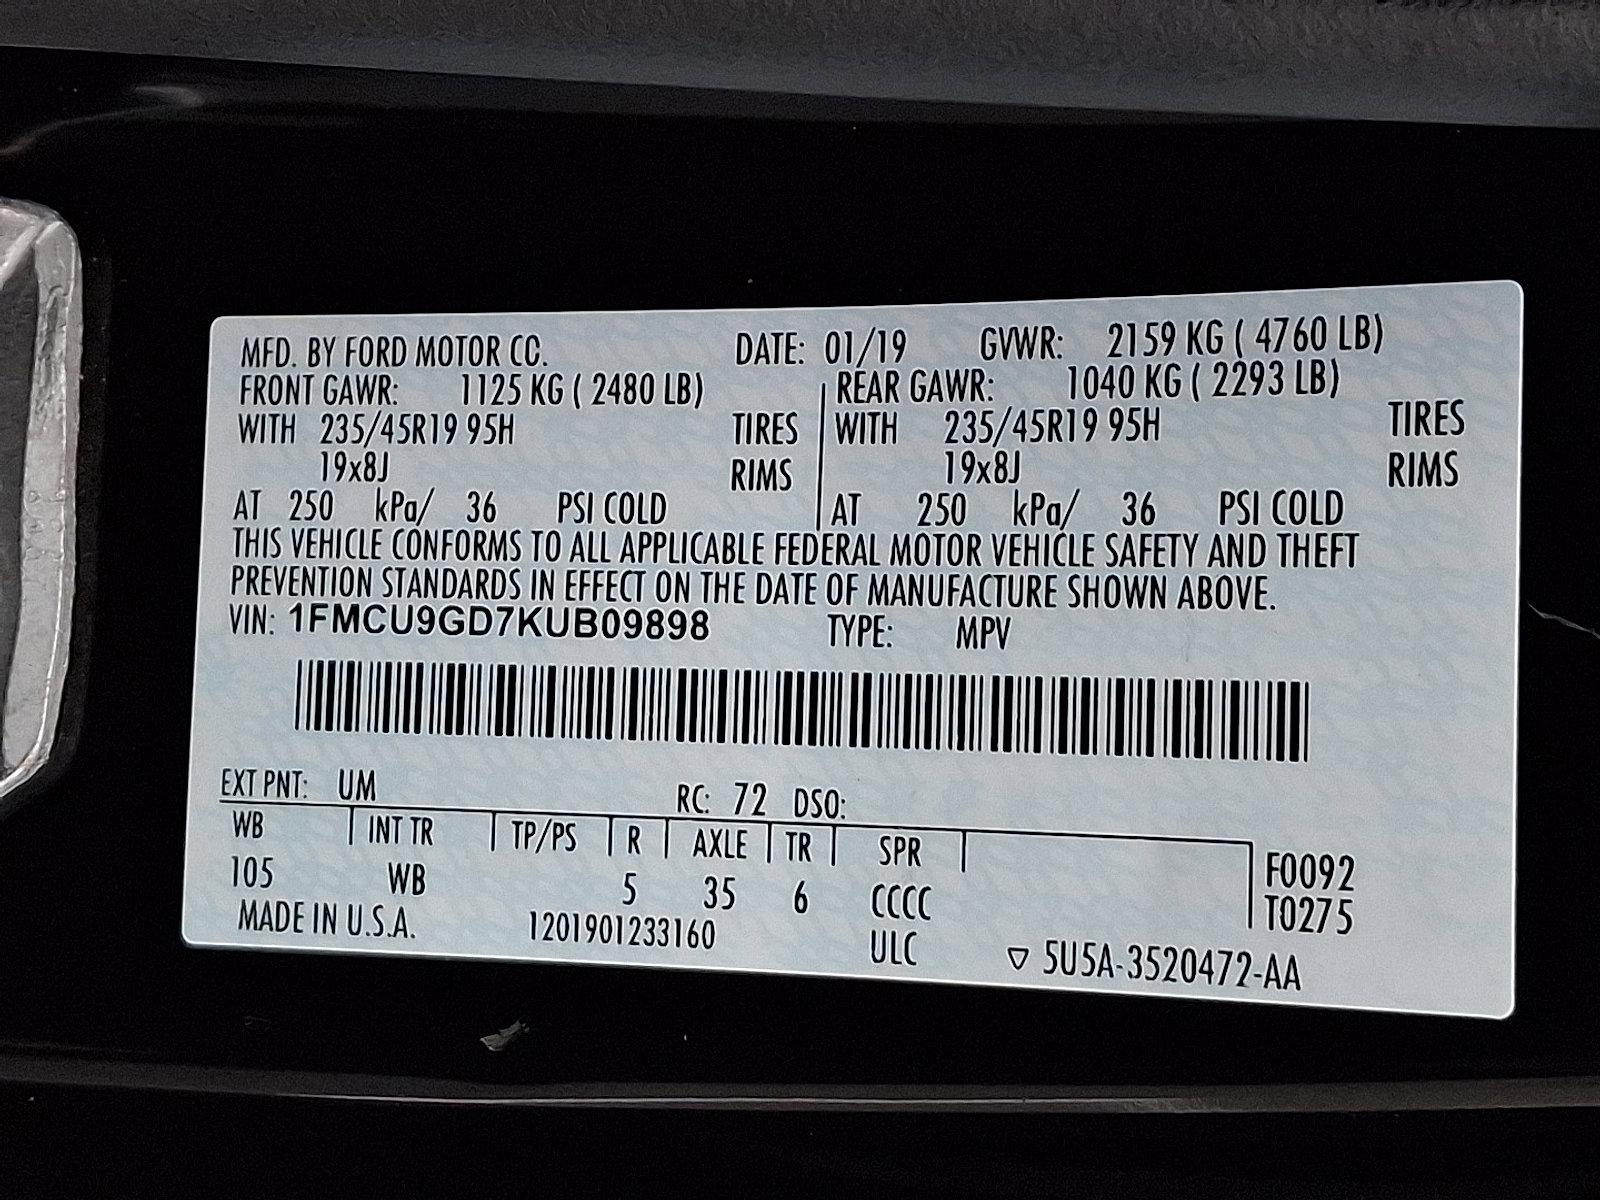 MFD. BY FORD MOTOR CO. DATE: 01/19 GVWR: 2159 KG ( 4760 LB)
FRONT GAWR: 1125 KG ( 2480 LB) REAR GAWR: 1040 KG ( 2293 LB)
WITH 235/45R19 95H TIRES WITH 235/45R19 95H TIRES
19x8J RIMS 19x8J RIMS
AT 250 kPa/ 36 PSI COLD AT 250 kPa/ 36 PSI COLD
THIS VEHICLE CONFORMS TO ALL APPLICABLE FEDERAL MOTOR VEHICLE SAFETY AND THEFT
PREVENTION STANDARDS IN EFFECT ON THE DATE OF MANUFACTURE SHOWN ABOVE.
VIN: 1FMCU9GD7KUB09898 TYPE: MPV
EXT PNT: UM RC: 72 DSO:
WB INT TR TP/PS R AXLE TR SPR
105 WB 5 35 6 CCCC F0092
ULC T0275
MADE IN U.S.A. 1201901233160 ▽ 5U5A-3520472-AA